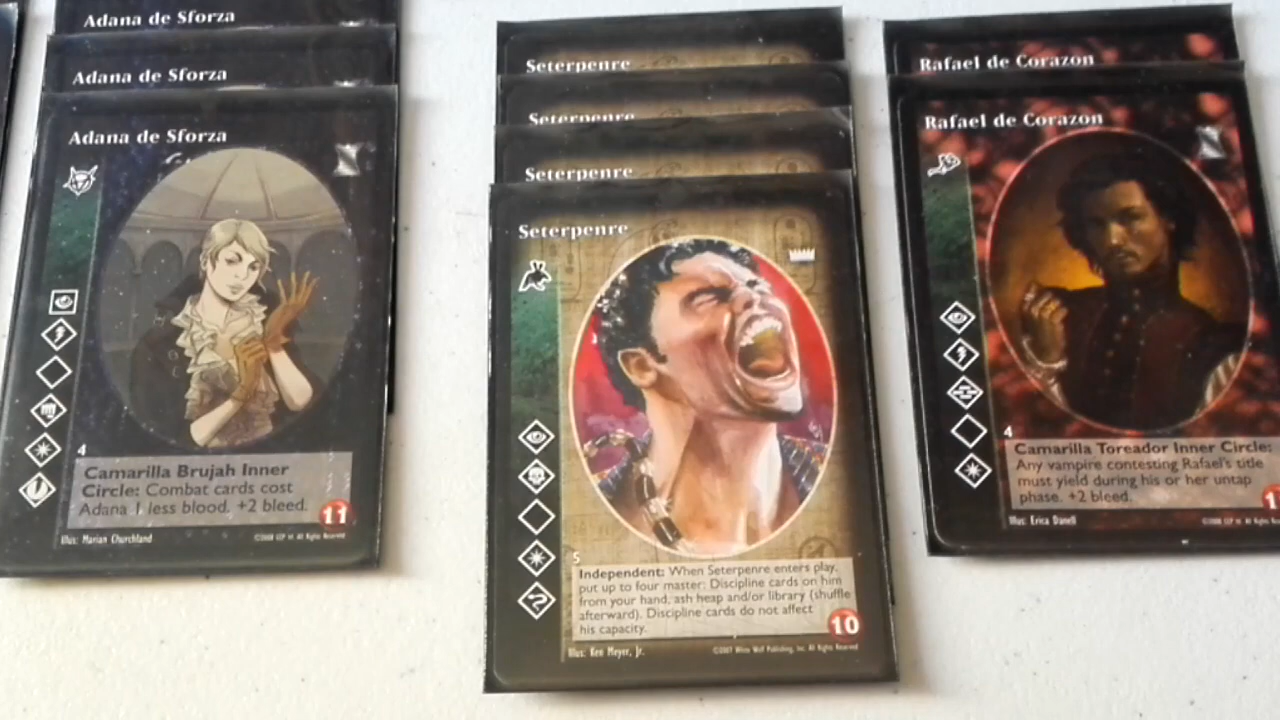 Adana de Sforza
Adana de Sforza
Adana de Sforza
4
Camarilla Brujah Inner
Circle: Combat cards cost
Adana 1 less blood. +2 bleed.
11
Illus: Marian Churchland
Seterpenre
Seterpenre
Seterpenre
Seterpenre
5
Independent: When Seterpenre enters play,
put up to four master: Discipline cards on him
from your hand, ash heap and/or library (shuffle
afterward). Discipline cards do not affect
his capacity.
10
Illus: Ken Meyer, Jr.
©2007 White Wolf Publishing, Inc. All Rights Reserved
Rafael de Corazon
Rafael de Corazon
4
Camarilla Toreador Inner Circle:
Any vampire contesting Rafael's title
must yield during his or her untap
phase. +2 bleed.
Illus: Erica Danell